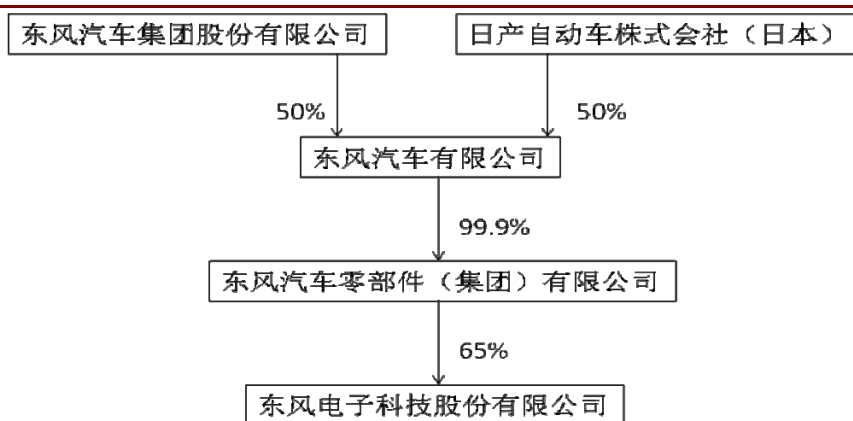 东风汽车集团股份有限公司
日产自动车株式会社（日本）
50%
50%
东风汽车有限公司
99.9%
东风汽车零部件（集团）有限公司
65%
东风电子科技股份有限公司